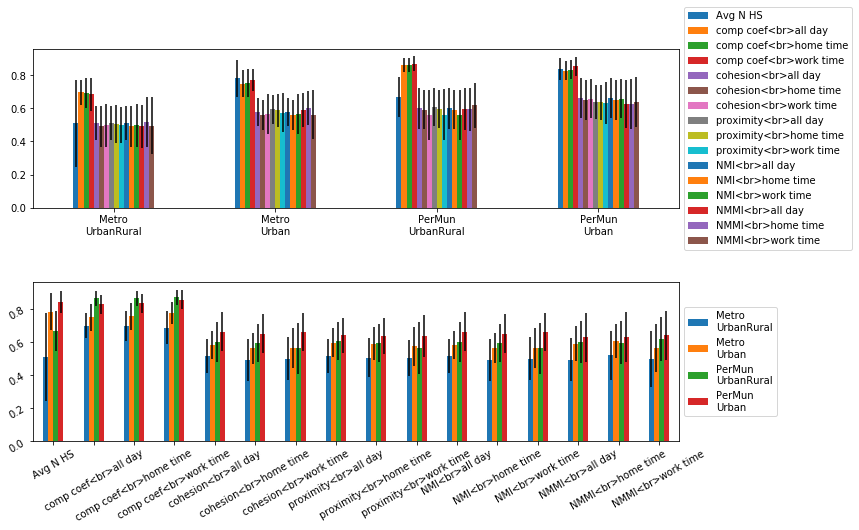 0.8
0.6
0.4
0.2
0.0
Metro
UrbanRural
Metro
Urban
PerMun
UrbanRural
PerMun
Urban
Avg N HS
comp coef<br>all day
comp coef<br>home time
comp coef<br>work time
cohesion<br>all day
cohesion<br>home time
cohesion<br>work time
proximity<br>all day
proximity<br>home time
proximity<br>work time
NMI<br>all day
NMI<br>home time
NMI<br>work time
NMMI<br>all day
NMMI<br>home time
NMMI<br>work time
0.8
0.6
0.4
0.2
0.0
Avg N HS
comp coef<br>all day
comp coef<br>home time
comp coef<br>work time
cohesion<br>all day
cohesion<br>home time
cohesion<br>work time
proximity<br>all day
proximity<br>home time
proximity<br>work time
NMI<br>all day
NMI<br>home time
NMI<br>work time
NMMI<br>all day
NMMI<br>home time
NMMI<br>work time
Metro
UrbanRural
Metro
Urban
PerMun
UrbanRural
PerMun
Urban